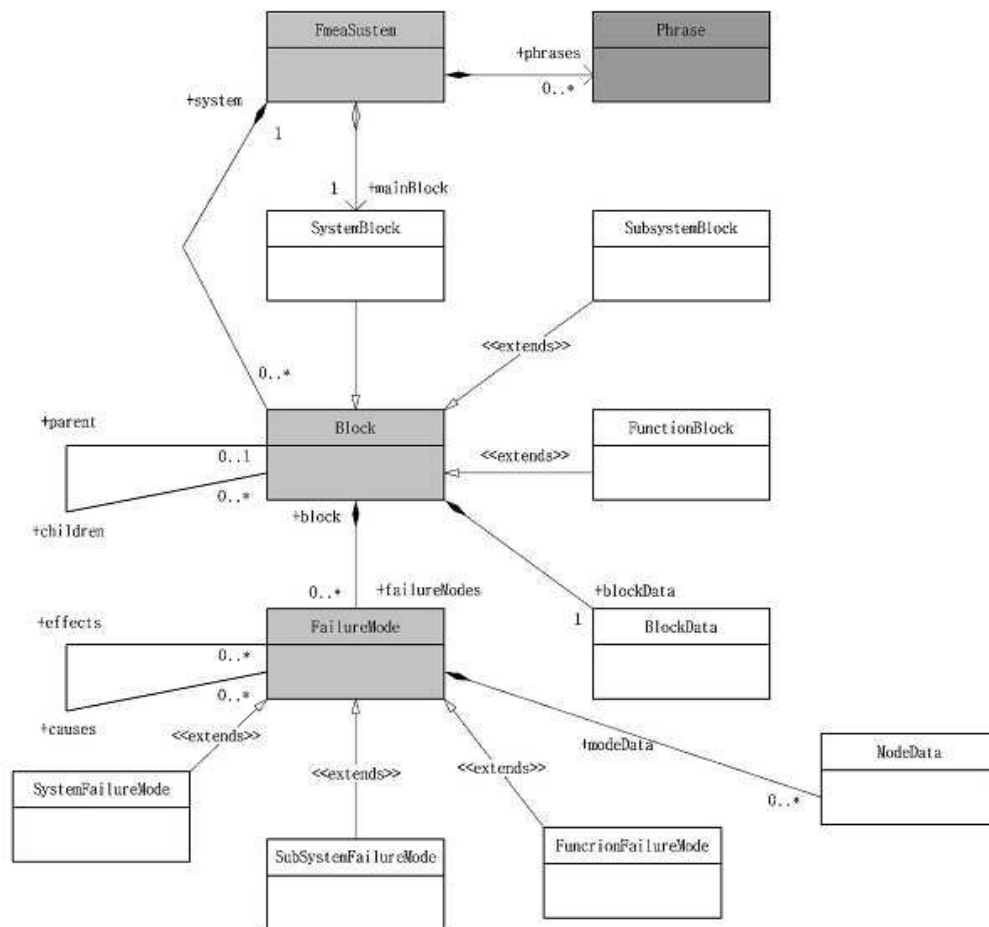 FmeaSustem
Phrase
+phrases
0..*
+system
1
1
+mainBlock
SystemBlock
SubsystemBlock
<<extends>>
0..*
+parent
Block
FunctionBlock
0..1
<<extends>>
0..*
+children
+block
0..*
+failureNodes
+blockData
+effects
FailureMode
1
BlockData
0..*
0..*
+causes
<<extends>>
+modeData
NodeData
<<extends>>
<<extends>>
SystemFailureMode
0..*
SubSystemFailureMode
FuncrionFailureMode